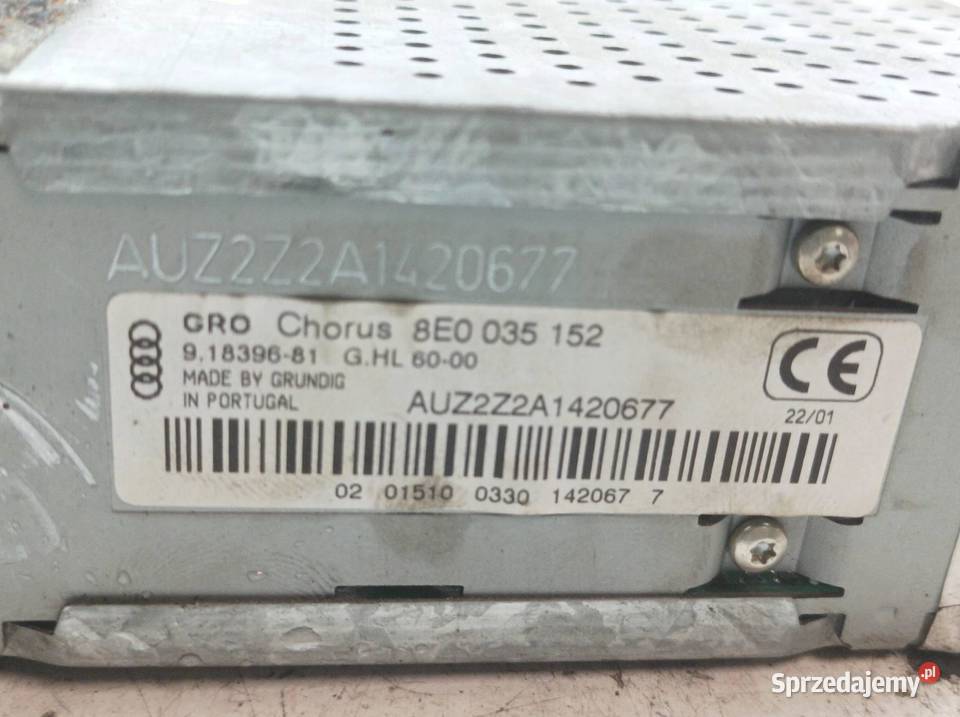 AUZ2Z2A1420677
GRO Chorus 8E0 035 152
9.18396-81 G.HL 60-00
MADE BY GRUNDIG
IN PORTUGAL
AUZ2Z2A1420677
CE
22/01
02 01510 0330 142067 7
Sprzedajemy.pl